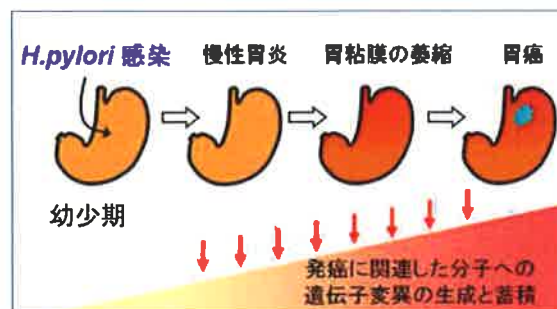 H.pylori 感染 慢性胃炎 胃粘膜の萎縮 胃癌
幼少期
発癌に関連した分子への
遺伝子変異の生成と蓄積